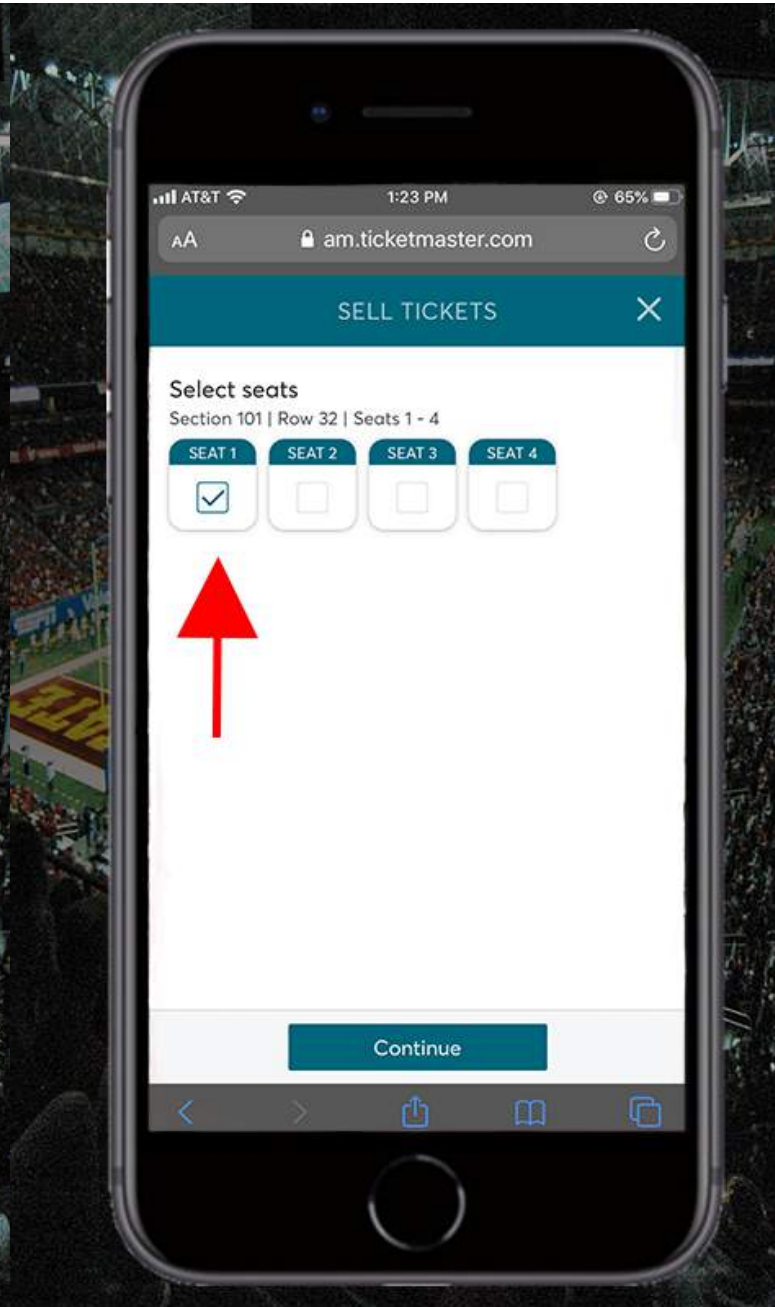 AT&T 1:23 PM 65%
AA am.ticketmaster.com
SELL TICKETS
Select seats
Section 101 | Row 32 | Seats 1 - 4
SEAT 1 SEAT 2 SEAT 3 SEAT 4
Continue